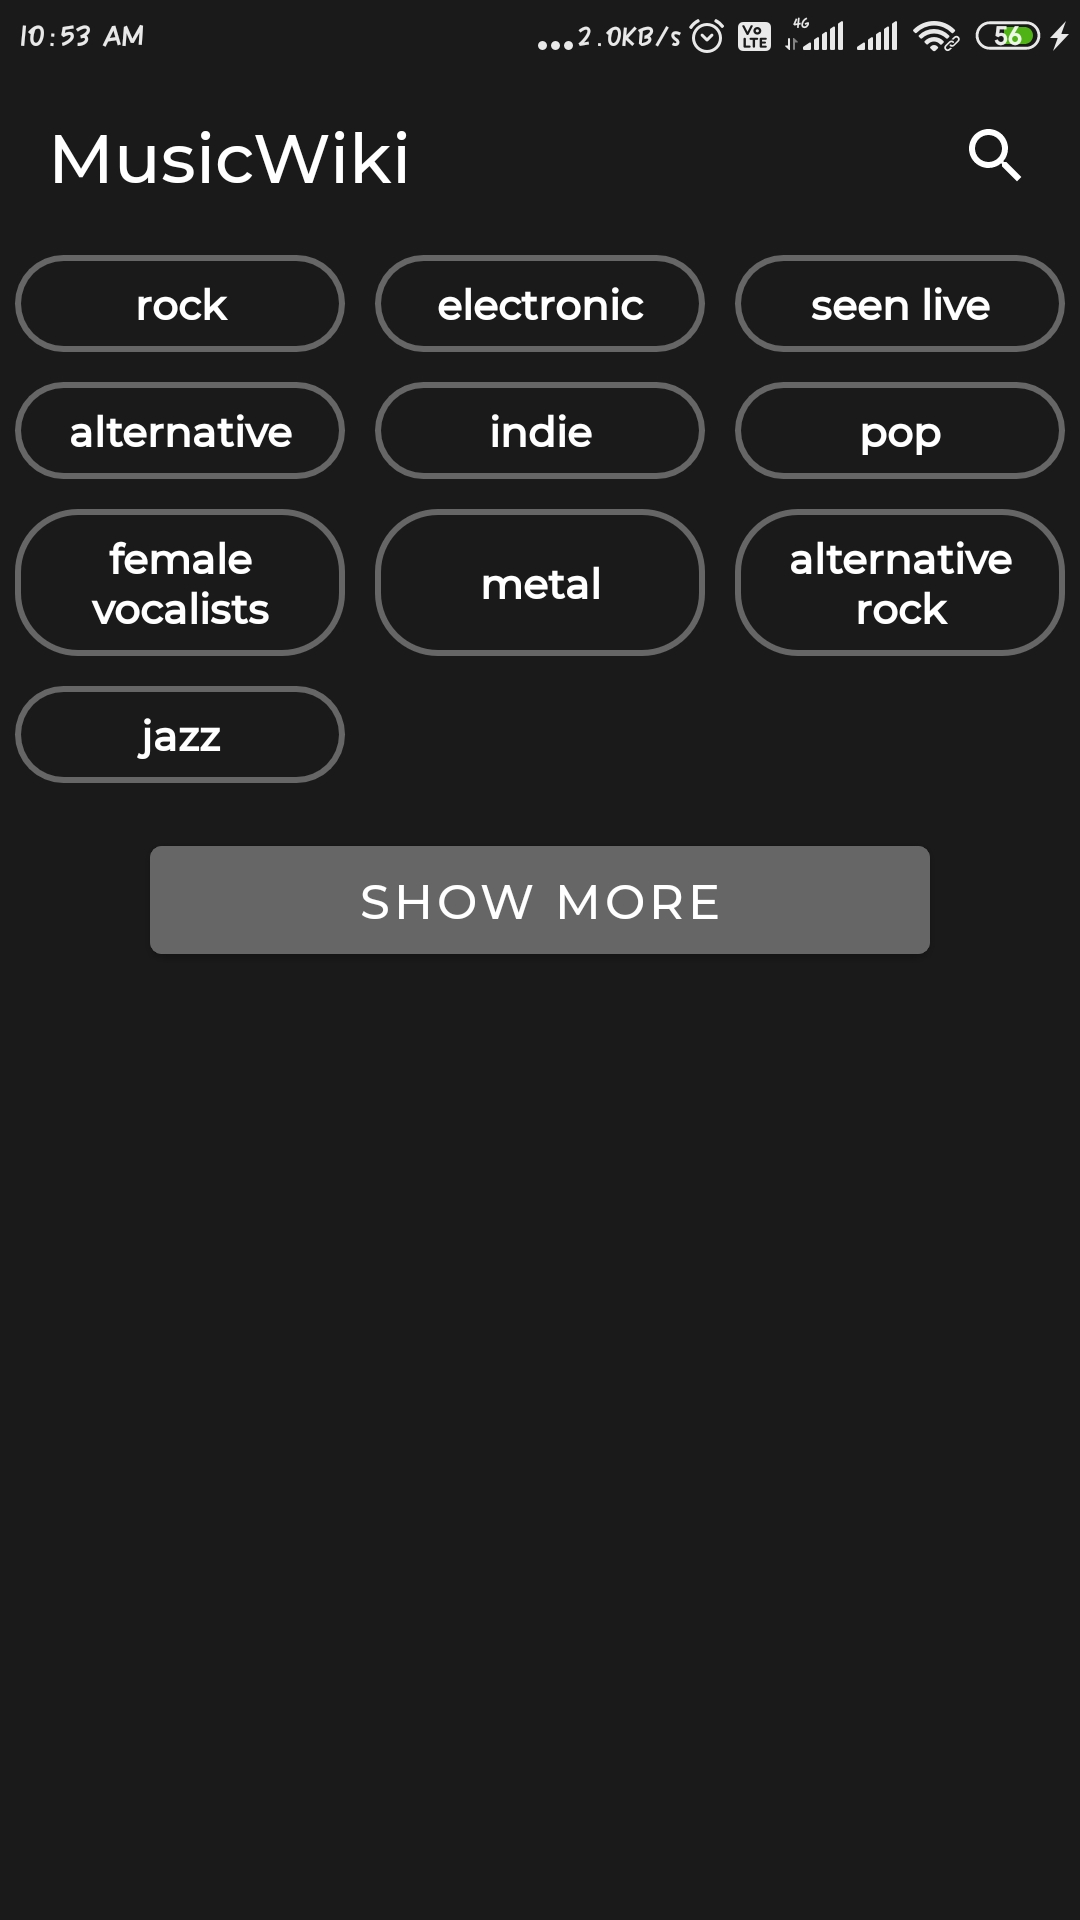 10:53 AM
...2.0KB/s Vo LTE 4G 56
MusicWiki
rock
electronic
seen live
alternative
indie
pop
female
vocalists
metal
alternative
rock
jazz
SHOW MORE